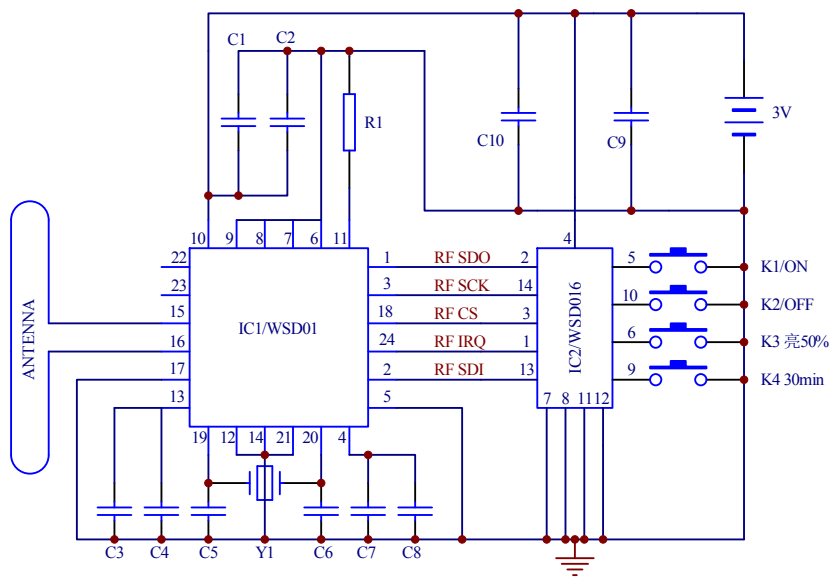 C1 C2
R1
C10
C9
3V
10 9 8 7 6 11 4
22 1 RF SDO 2 5 K1/ON
23 3 RF SCK 14 10 K2/OFF
15 18 RF CS 3 6 K3 亮50%
16 24 RF IRQ 1 9 K4 30min
17 2 RF SDI 13
13 5
IC1/WSD01
IC2/WSD016
ANTENNA
7 8 11 12
19 12 14 21 20 4
C3 C4 C5 Y1 C6 C7 C8